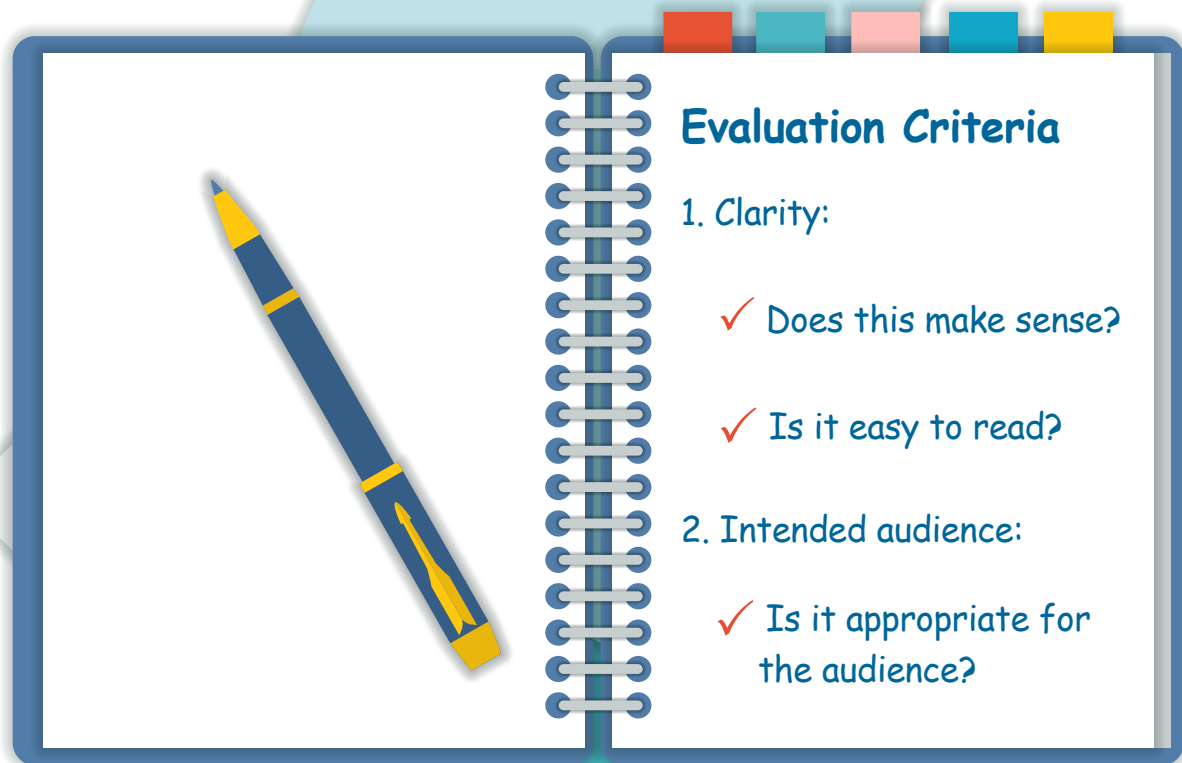 Evaluation Criteria
1. Clarity:
✓ Does this make sense?
✓ Is it easy to read?
2. Intended audience:
✓ Is it appropriate for
the audience?